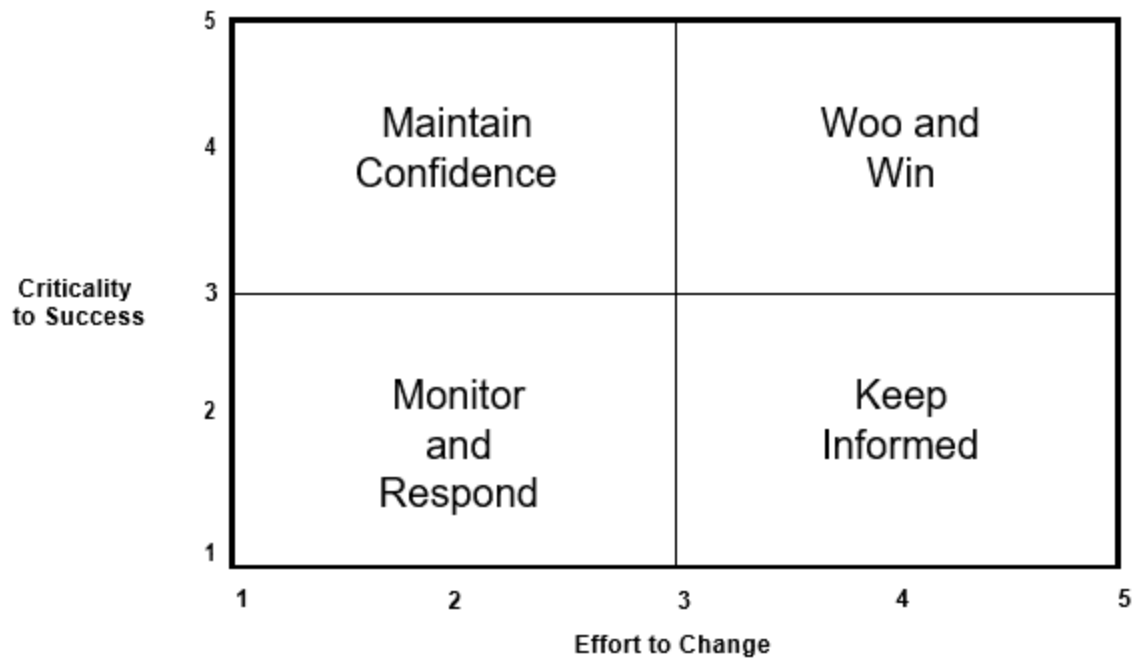 5
Maintain
Confidence
Woo and
Win
4
Criticality
to Success
3
Monitor
and
Respond
Keep
Informed
2
1
1 2 3 4 5
Effort to Change